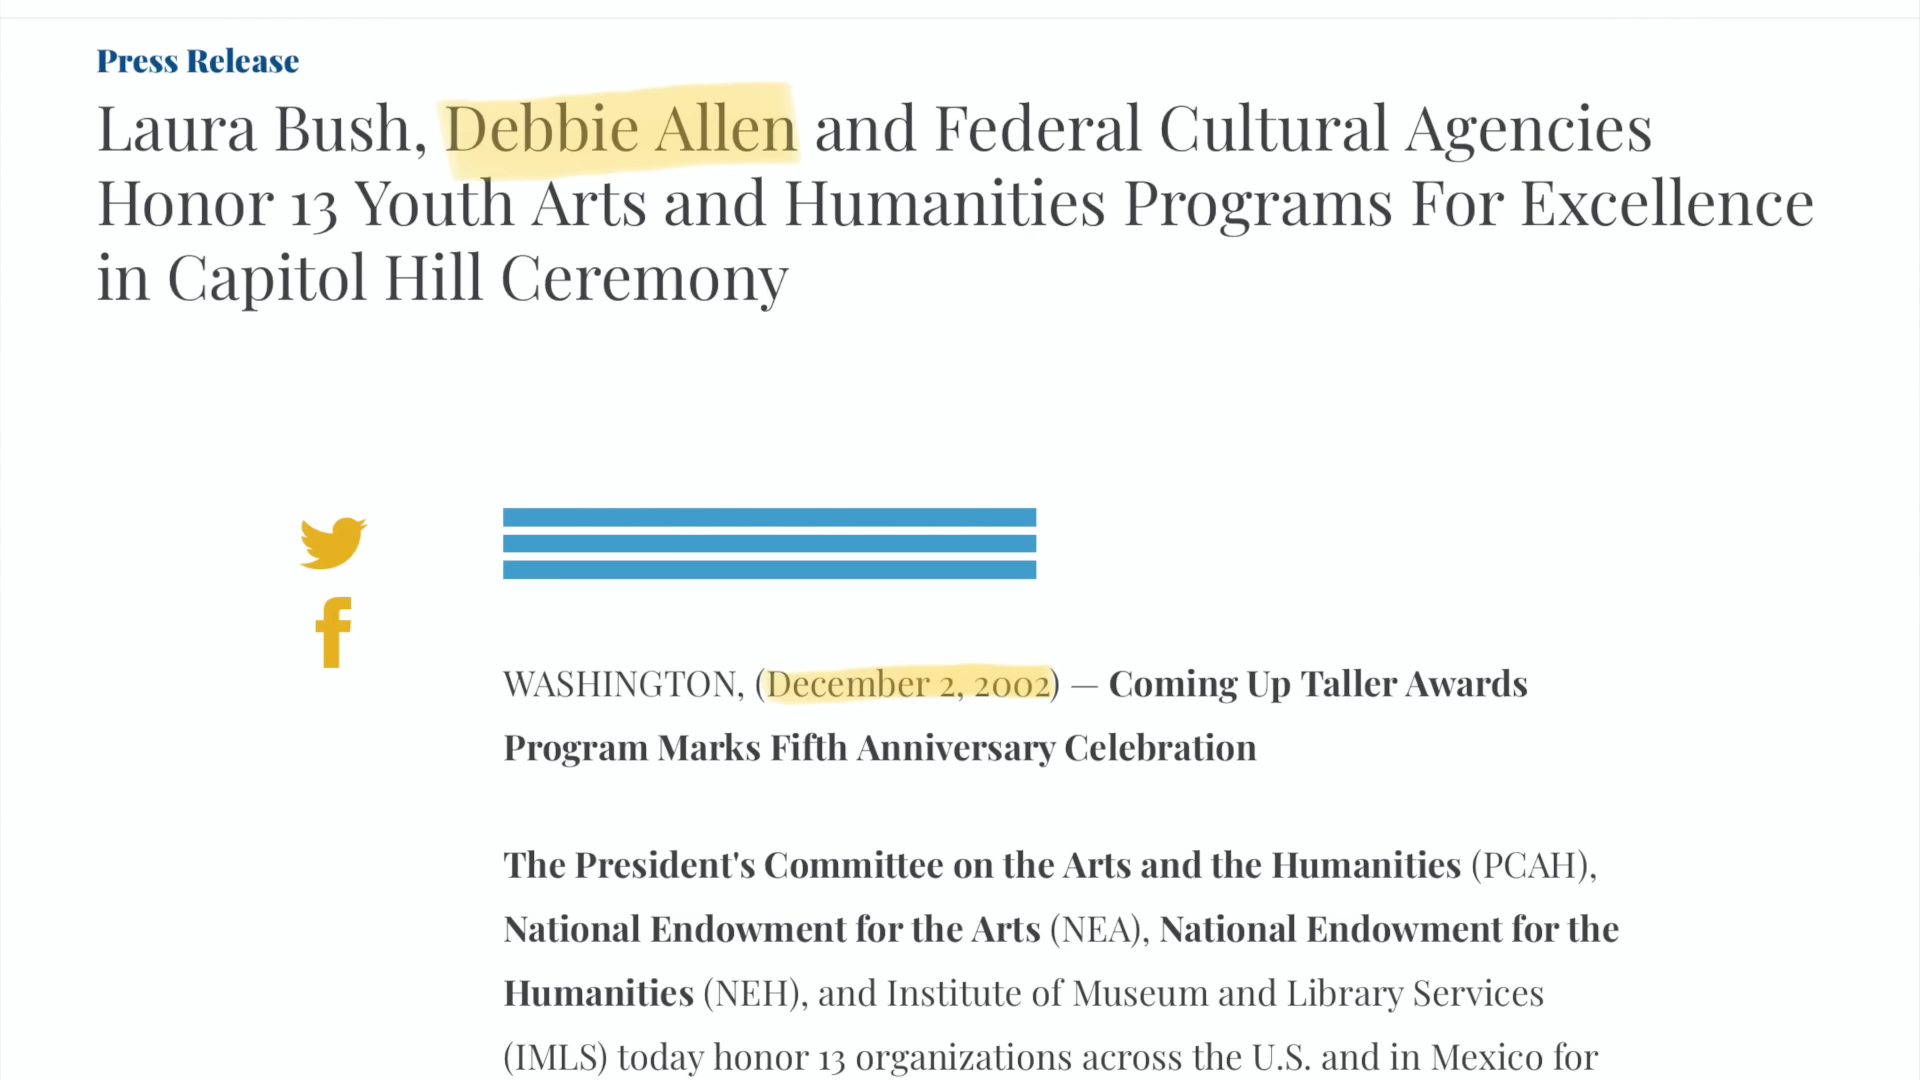 Press Release
Laura Bush, Debbie Allen and Federal Cultural Agencies
Honor 13 Youth Arts and Humanities Programs For Excellence
in Capitol Hill Ceremony
WASHINGTON, (December 2, 2002) — Coming Up Taller Awards
Program Marks Fifth Anniversary Celebration
The President's Committee on the Arts and the Humanities (PCAH),
National Endowment for the Arts (NEA), National Endowment for the
Humanities (NEH), and Institute of Museum and Library Services
(IMLS) today honor 13 organizations across the U.S. and in Mexico for